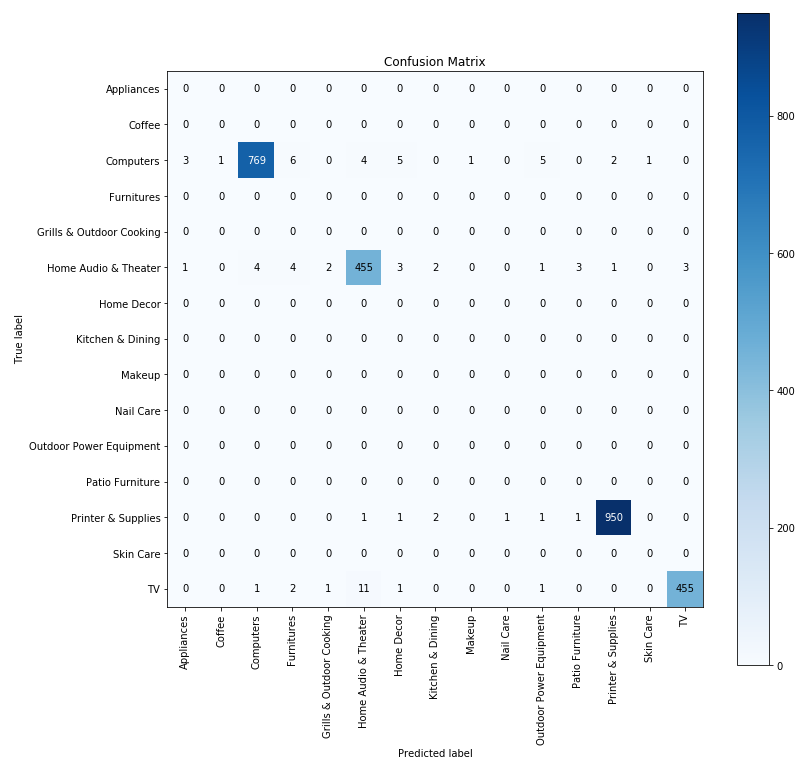 Confusion Matrix
Appliances 0 0 0 0 0 0 0 0 0 0 0 0 0 0 0
Coffee 0 0 0 0 0 0 0 0 0 0 0 0 0 0 0
Computers 3 1 769 6 0 4 5 0 1 0 5 0 2 1 0
Furnitures 0 0 0 0 0 0 0 0 0 0 0 0 0 0 0
Grills & Outdoor Cooking 0 0 0 0 0 0 0 0 0 0 0 0 0 0 0
Home Audio & Theater 1 0 4 4 2 455 3 2 0 0 1 3 1 0 3
Home Decor 0 0 0 0 0 0 0 0 0 0 0 0 0 0 0
Kitchen & Dining 0 0 0 0 0 0 0 0 0 0 0 0 0 0 0
Makeup 0 0 0 0 0 0 0 0 0 0 0 0 0 0 0
Nail Care 0 0 0 0 0 0 0 0 0 0 0 0 0 0 0
Outdoor Power Equipment 0 0 0 0 0 0 0 0 0 0 0 0 0 0 0
Patio Furniture 0 0 0 0 0 0 0 0 0 0 0 0 0 0 0
Printer & Supplies 0 0 0 0 0 1 1 2 0 1 1 1 950 0 0
Skin Care 0 0 0 0 0 0 0 0 0 0 0 0 0 0 0
TV 0 0 1 2 1 11 1 0 0 0 1 0 0 0 455
True label
Appliances
Coffee
Computers
Furnitures
Grills & Outdoor Cooking
Home Audio & Theater
Home Decor
Kitchen & Dining
Makeup
Nail Care
Outdoor Power Equipment
Patio Furniture
Printer & Supplies
Skin Care
TV
Predicted label
800
600
400
200
0